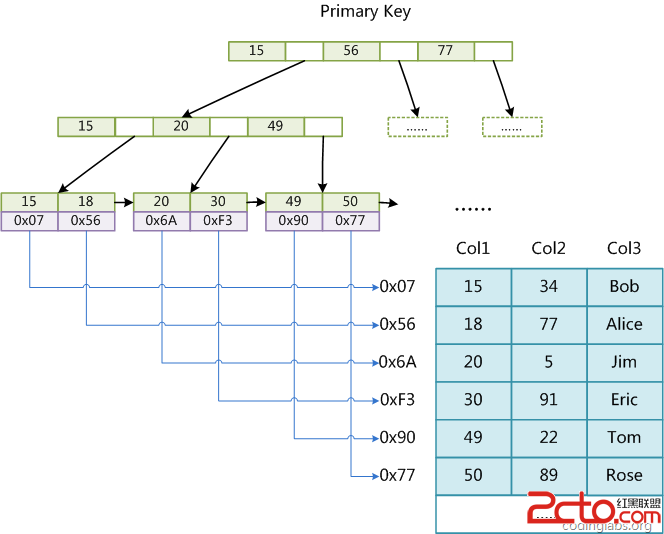 Primary Key
15 56 77
15 20 49
...... ......
15 18 20 30 49 50
0x07 0x56 0x6A 0xF3 0x90 0x77
......
Col1 Col2 Col3
0x07 15 34 Bob
0x56 18 77 Alice
0x6A 20 5 Jim
0xF3 30 91 Eric
0x90 49 22 Tom
0x77 50 89 Rose
......
2cto.com 红黑联盟
codinglabs.org